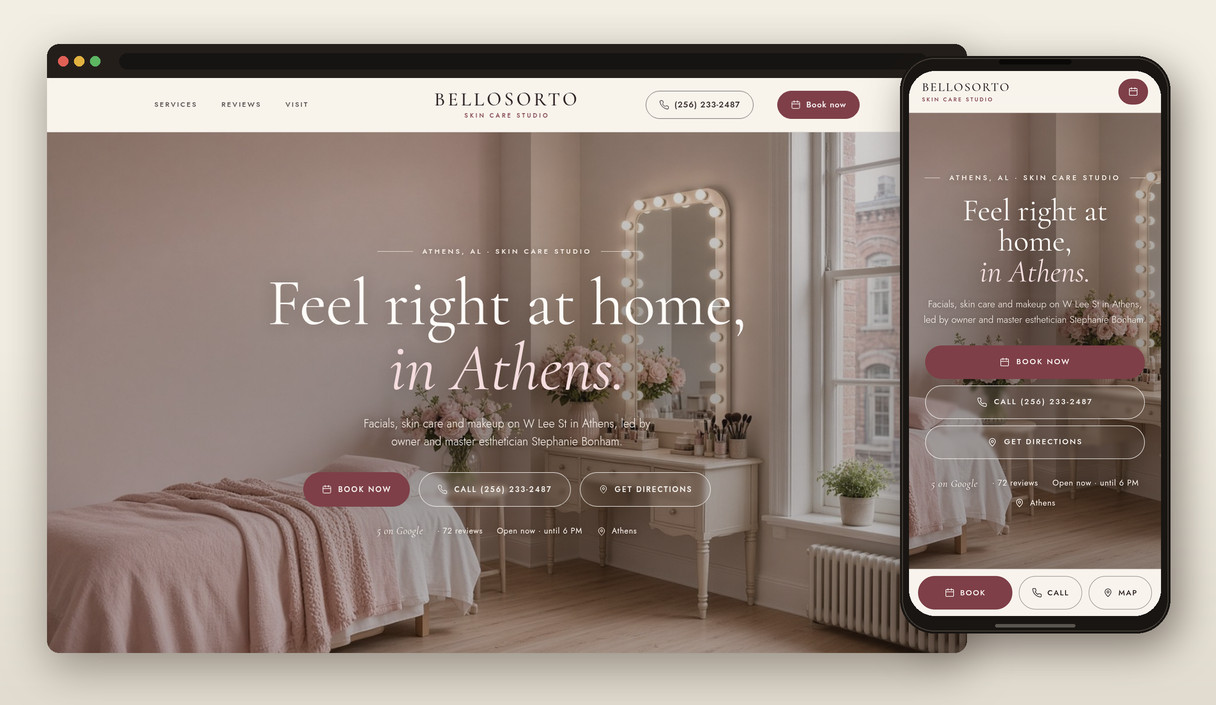 SERVICES REVIEWS VISIT
BELLOSORTO
SKIN CARE STUDIO
(256) 233-2487
Book now
ATHENS, AL · SKIN CARE STUDIO
Feel right at home,
in Athens.
Facials, skin care and makeup on W Lee St in Athens, led by
owner and master esthetician Stephanie Bonham.
BOOK NOW
CALL (256) 233-2487
GET DIRECTIONS
5 on Google · 72 reviews Open now · until 6 PM Athens
BELLOSORTO
SKIN CARE STUDIO
ATHENS, AL · SKIN CARE STUDIO
Feel right at
home,
in Athens.
Facials, skin care and makeup on W Lee St in Athens,
led by owner and master esthetician Stephanie Bonham.
BOOK NOW
CALL (256) 233-2487
GET DIRECTIONS
5 on Google · 72 reviews Open now · until 6 PM
Athens
BOOK
CALL
MAP